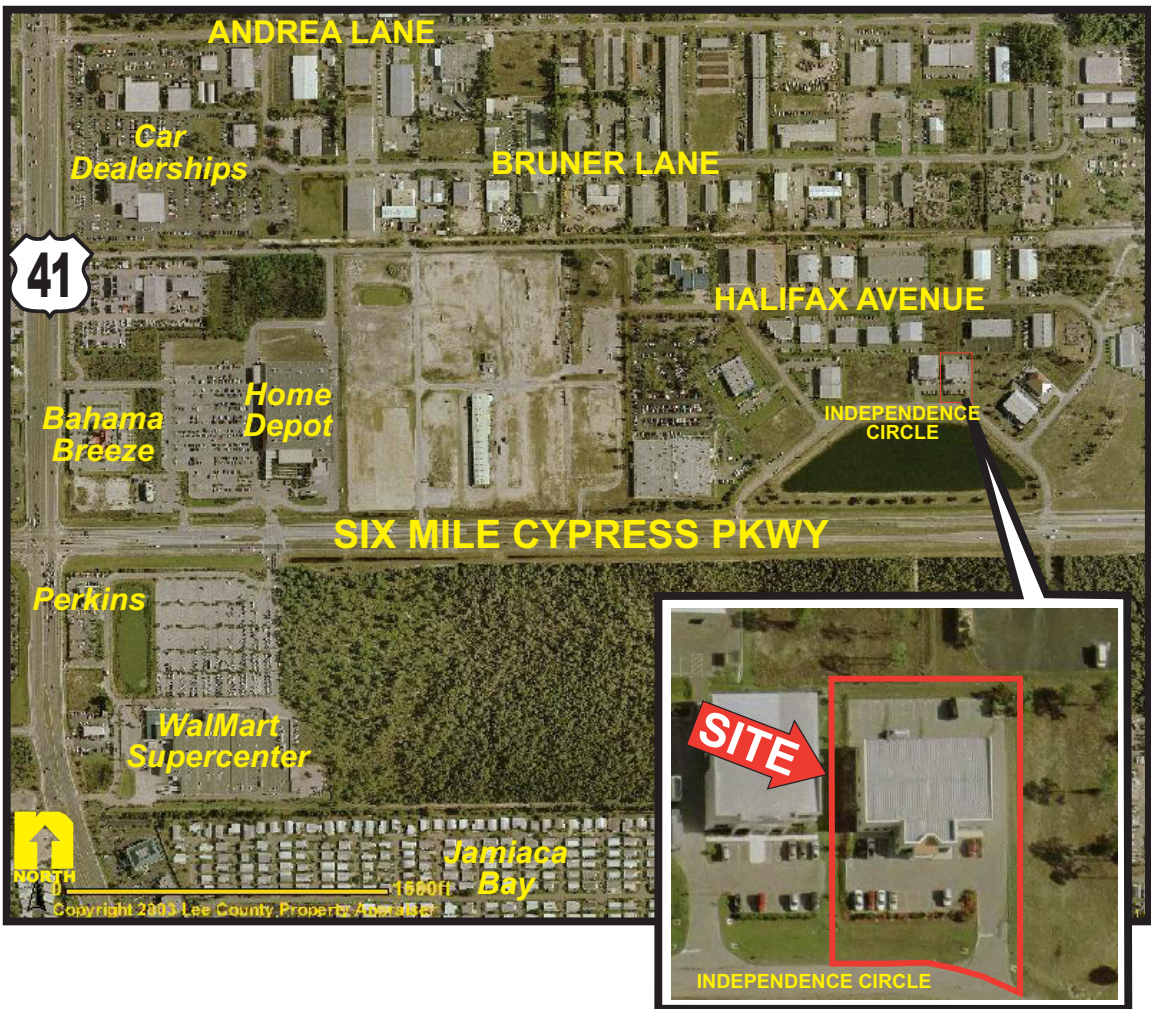 ANDREA LANE
Car
Dealerships
BRUNER LANE
41
HALIFAX AVENUE
Home
Depot
Bahama
Breeze
INDEPENDENCE
CIRCLE
SIX MILE CYPRESS PKWY
Perkins
WalMart
Supercenter
SITE
n
NORTH
Jamiaca
Bay
0 1500ft
Copyright 2003 Lee County Property Appraiser
INDEPENDENCE CIRCLE